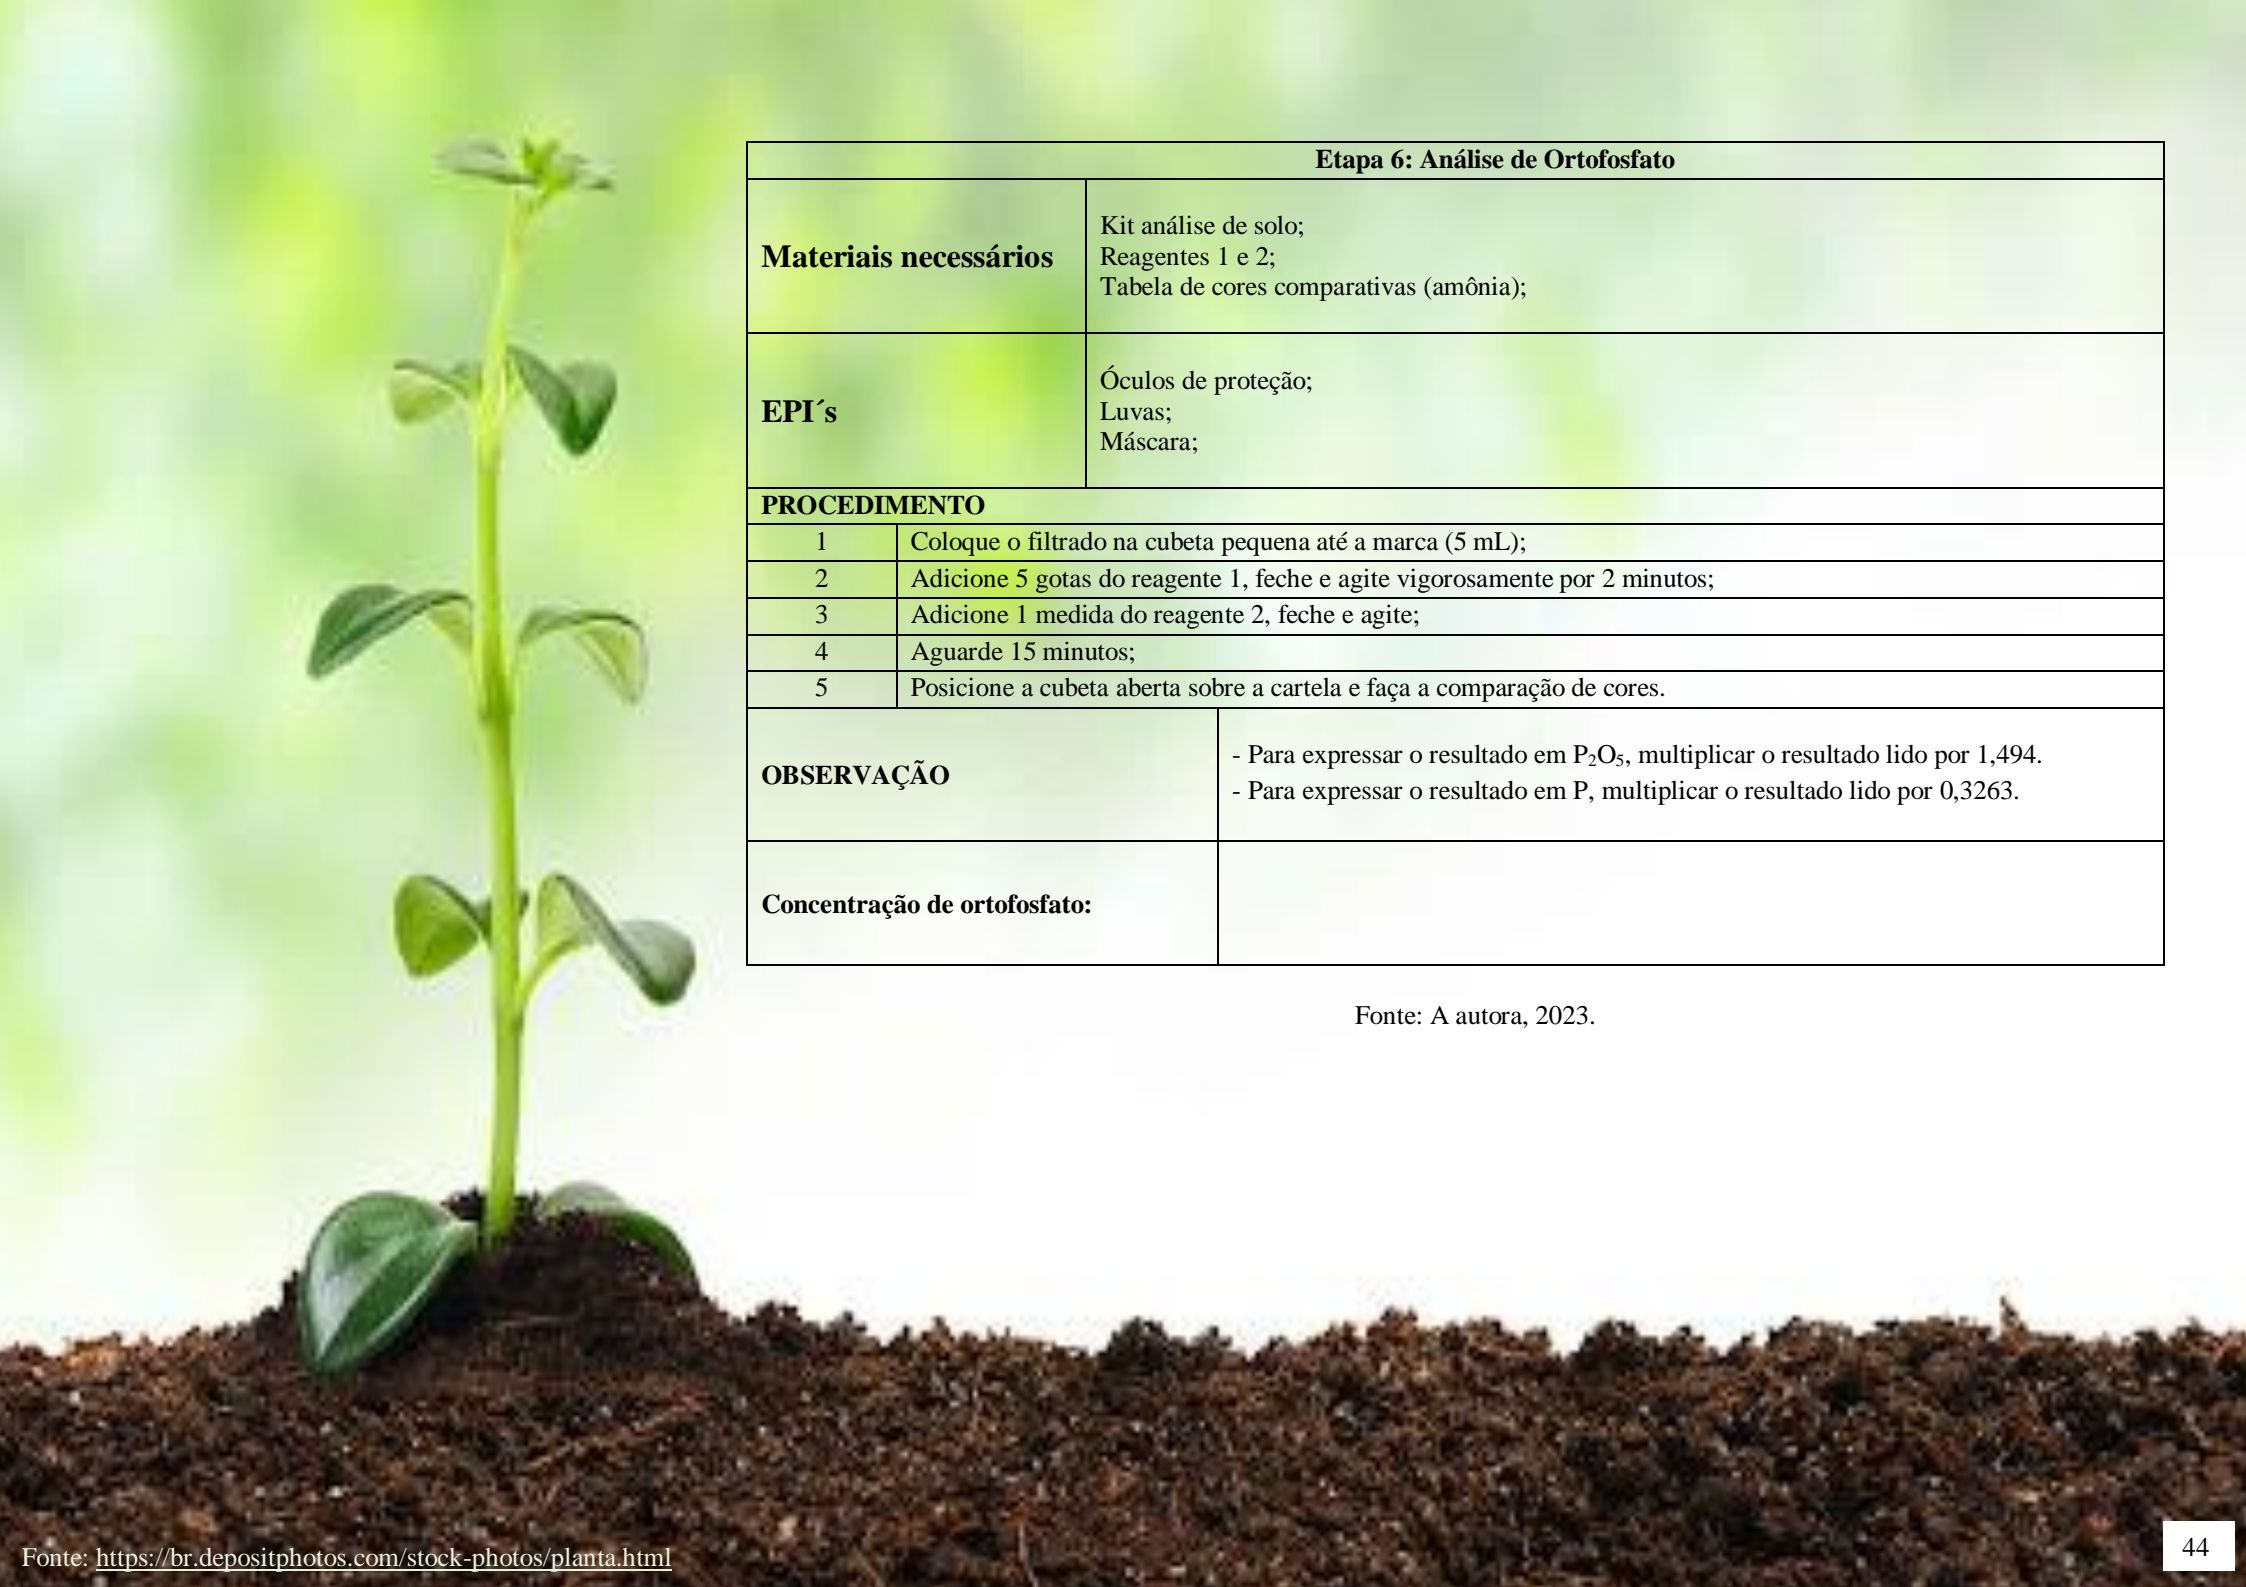 Etapa 6: Análise de Ortofosfato
Materiais necessários
Kit análise de solo;
Reagentes 1 e 2;
Tabela de cores comparativas (amônia);
EPI´s
Óculos de proteção;
Luvas;
Máscara;
PROCEDIMENTO
1 Coloque o filtrado na cubeta pequena até a marca (5 mL);
2 Adicione 5 gotas do reagente 1, feche e agite vigorosamente por 2 minutos;
3 Adicione 1 medida do reagente 2, feche e agite;
4 Aguarde 15 minutos;
5 Posicione a cubeta aberta sobre a cartela e faça a comparação de cores.
OBSERVAÇÃO
- Para expressar o resultado em P₂O₅, multiplicar o resultado lido por 1,494.
- Para expressar o resultado em P, multiplicar o resultado lido por 0,3263.
Concentração de ortofosfato:
Fonte: A autora, 2023.
Fonte: https://br.depositphotos.com/stock-photos/planta.html
44